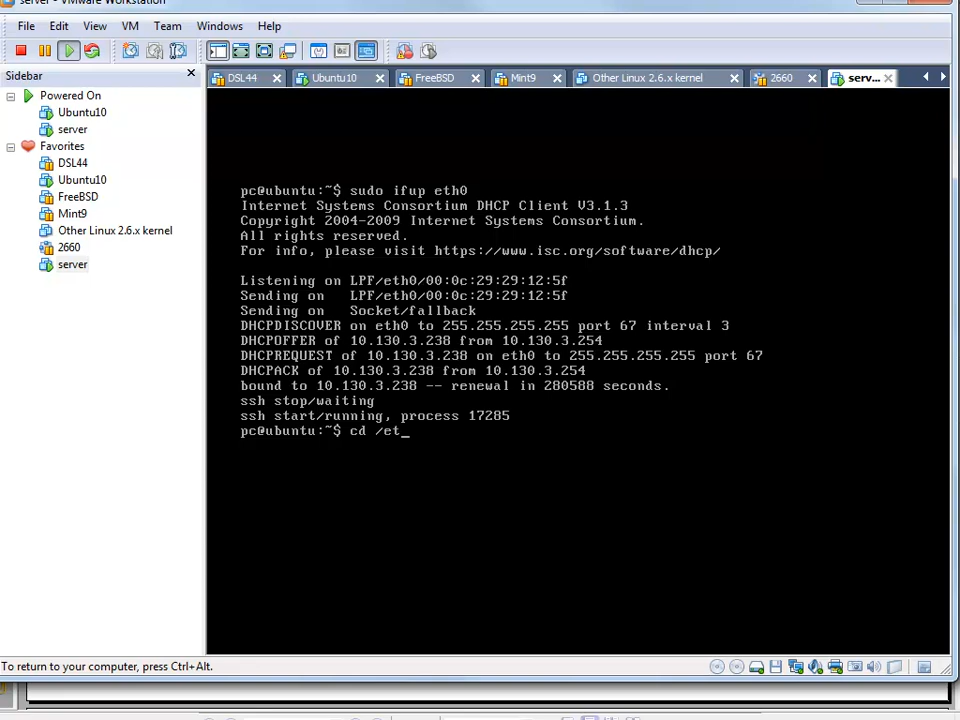 server - VMware Workstation
File Edit View VM Team Windows Help
Sidebar
DSL44 Ubuntu10 FreeBSD Mint9 Other Linux 2.6.x kernel 2660 serv...
Powered On
Ubuntu10
server
Favorites
DSL44
Ubuntu10
FreeBSD
Mint9
Other Linux 2.6.x kernel
2660
server
pc@ubuntu:~$ sudo ifup eth0
Internet Systems Consortium DHCP Client V3.1.3
Copyright 2004-2009 Internet Systems Consortium.
All rights reserved.
For info, please visit https://www.isc.org/software/dhcp/
Listening on LPF/eth0/00:0c:29:29:12:5f
Sending on   LPF/eth0/00:0c:29:29:12:5f
Sending on   Socket/fallback
DHCPDISCOVER on eth0 to 255.255.255.255 port 67 interval 3
DHCPOFFER of 10.130.3.238 from 10.130.3.254
DHCPREQUEST of 10.130.3.238 on eth0 to 255.255.255.255 port 67
DHCPACK of 10.130.3.238 from 10.130.3.254
bound to 10.130.3.238 -- renewal in 280588 seconds.
ssh stop/waiting
ssh start/running, process 17285
pc@ubuntu:~$ cd /et_
To return to your computer, press Ctrl+Alt.